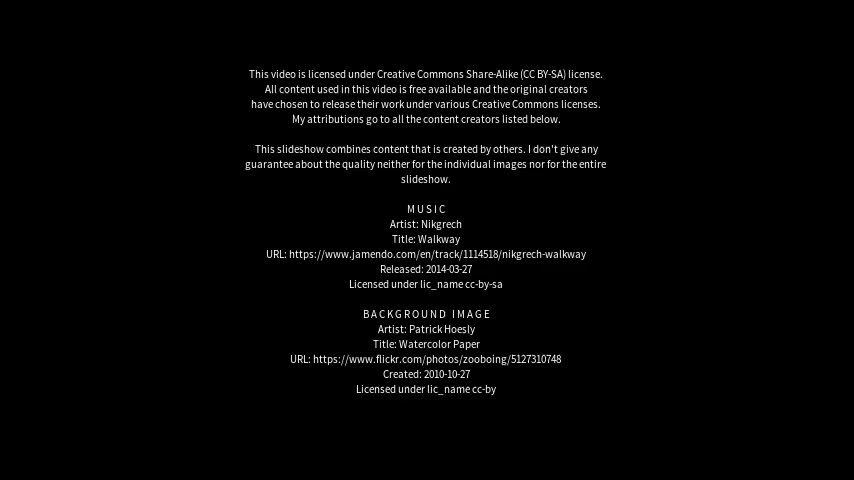 This video is licensed under Creative Commons Share-Alike (CC BY-SA) license.
All content used in this video is free available and the original creators
have chosen to release their work under various Creative Commons licenses.
My attributions go to all the content creators listed below.
This slideshow combines content that is created by others. I don't give any
guarantee about the quality neither for the individual images nor for the entire
slideshow.
MUSIC
Artist: Nikgrech
Title: Walkway
URL: https://www.jamendo.com/en/track/1114518/nikgrech-walkway
Released: 2014-03-27
Licensed under lic_name cc-by-sa
BACKGROUND IMAGE
Artist: Patrick Hoesly
Title: Watercolor Paper
URL: https://www.flickr.com/photos/zooboing/5127310748
Created: 2010-10-27
Licensed under lic_name cc-by